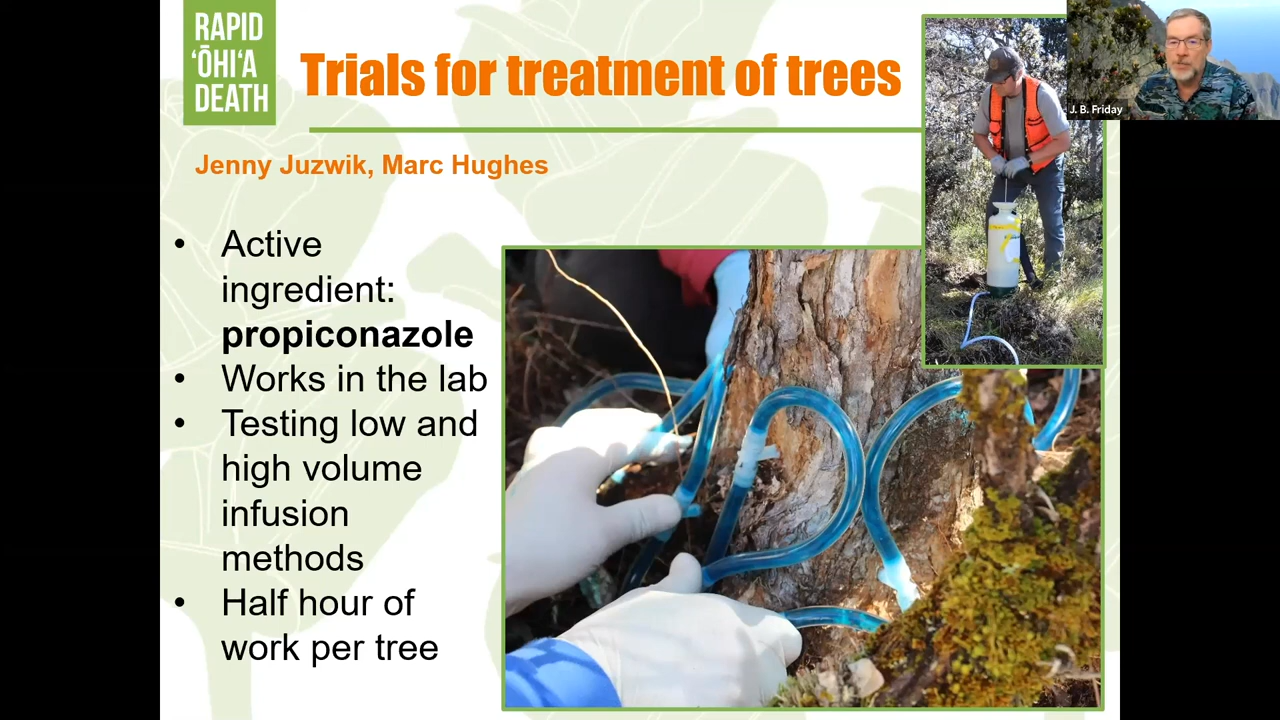 RAPID
ʻŌHIʻA
DEATH
Trials for treatment of trees
J. B. Friday
Jenny Juzwik, Marc Hughes
• Active
ingredient:
propiconazole
• Works in the lab
• Testing low and
high volume
infusion
methods
• Half hour of
work per tree